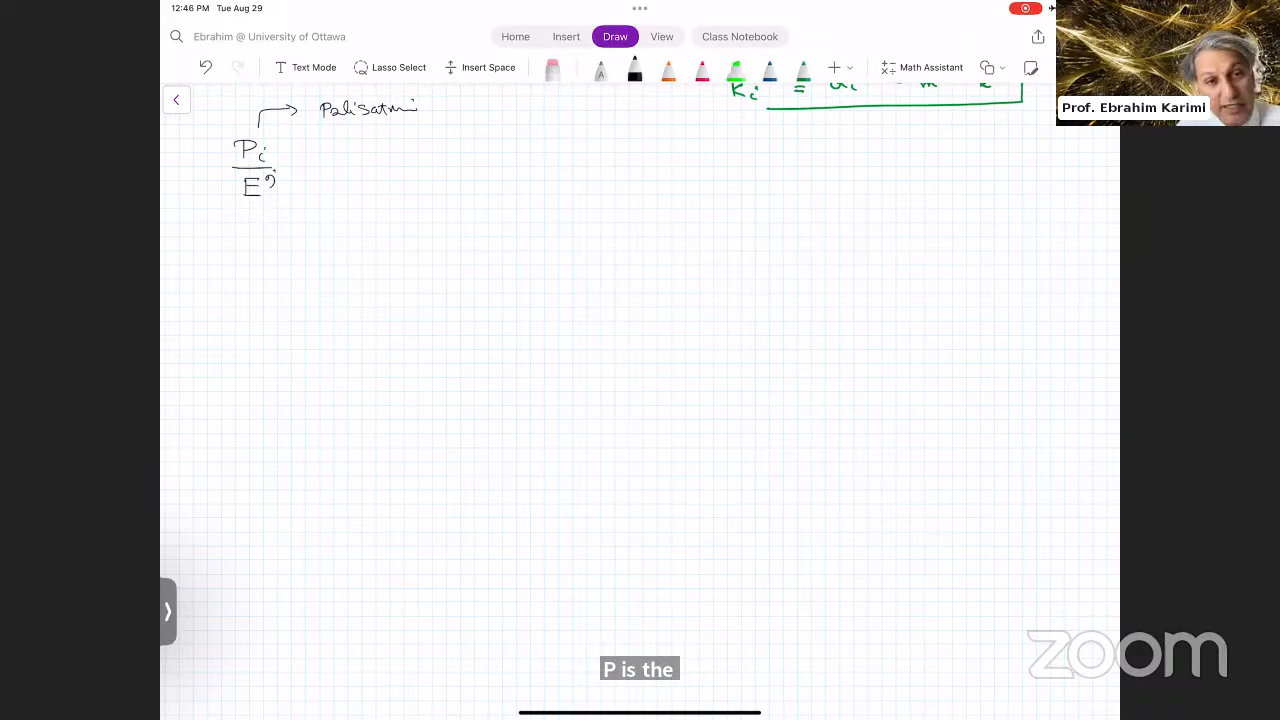 12:46 PM Tue Aug 29
Ebrahim @ University of Ottawa
Home Insert Draw View Class Notebook
Text Mode Lasso Select Insert Space Math Assistant
Prof. Ebrahim Karimi
K i =
P i
E
P is the
zoom